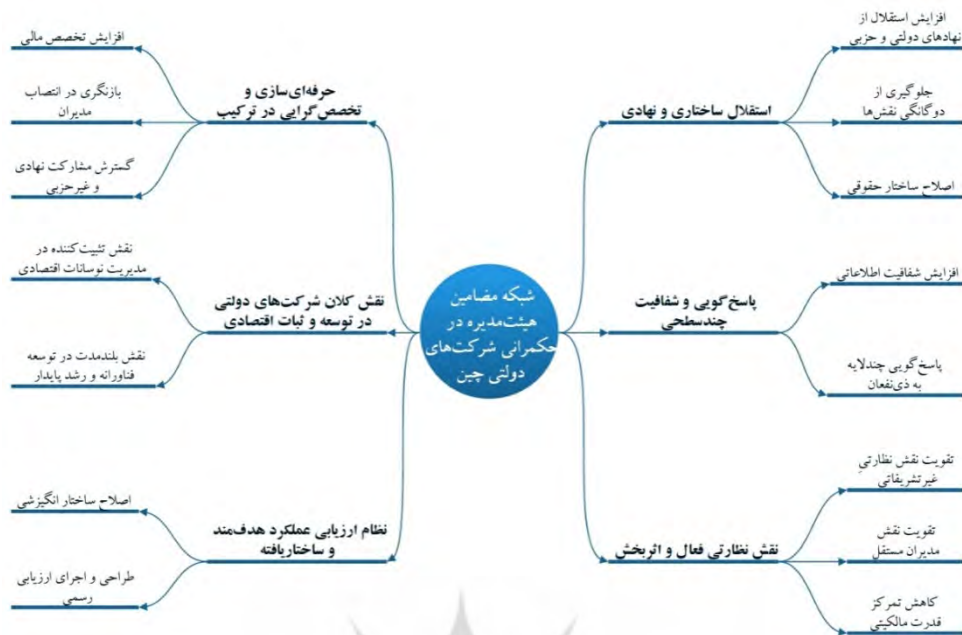 شبکه مضامین
هیئت‌مدیره در
حکمرانی شرکت‌های
دولتی چین
استقلال ساختاری و نهادی
افزایش استقلال از
نهادهای دولتی و حزبی
جلوگیری از
دوگانگی نقش‌ها
اصلاح ساختار حقوقی
پاسخ‌گویی و شفافیت
چندسطحی
افزایش شفافیت اطلاعاتی
پاسخ‌گویی چندلایه
به ذی‌نفعان
نقش نظارتی فعال و اثربخش
تقویت نقش نظارتیِ
غیرتشریفاتی
تقویت نقش
مدیران مستقل
کاهش تمرکز
قدرت مالکیتی
حرفه‌ای‌سازی و
تخصص‌گرایی در ترکیب
افزایش تخصص مالی
بازنگری در انتصاب
مدیران
گسترش مشارکت نهادی
و غیرحزبی
نقش کلان شرکت‌های دولتی
در توسعه و ثبات اقتصادی
نقش تثبیت‌کننده در
مدیریت نوسانات اقتصادی
نقش بلندمدت در توسعه
فناورانه و رشد پایدار
نظام ارزیابی عملکرد هدف‌مند
و ساختاریافته
اصلاح ساختار انگیزشی
طراحی و اجرای ارزیابی
رسمی